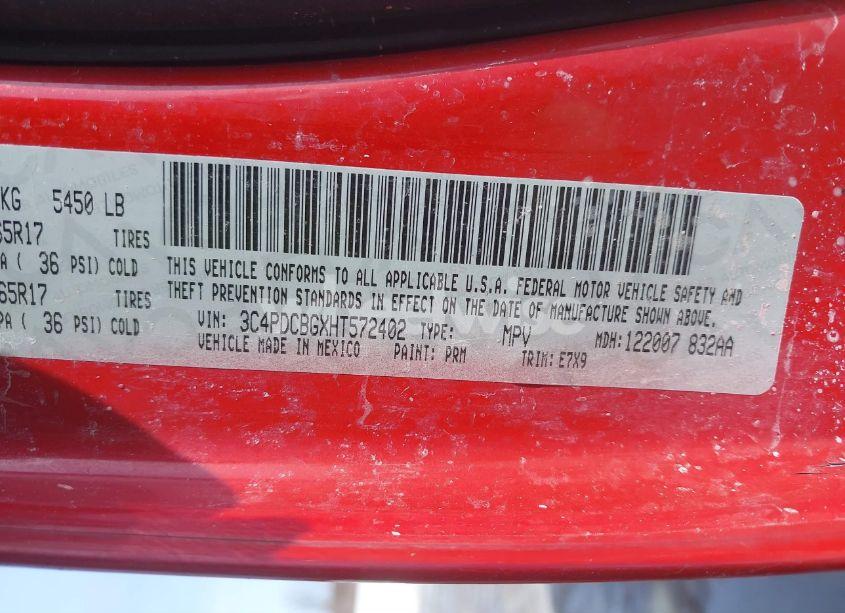 KG 5450 LB
65R17 TIRES
PA ( 36 PSI) COLD
65R17 TIRES
PA ( 36 PSI) COLD
THIS VEHICLE CONFORMS TO ALL APPLICABLE U.S.A. FEDERAL MOTOR VEHICLE SAFETY AND
THEFT PREVENTION STANDARDS IN EFFECT ON THE DATE OF MANUFACTURE SHOWN ABOVE.
VIN: 3C4PDCBGXHT572402 TYPE: MPV MDH:122007 832AA
VEHICLE MADE IN MEXICO PAINT: PRM TRIM: E7X9